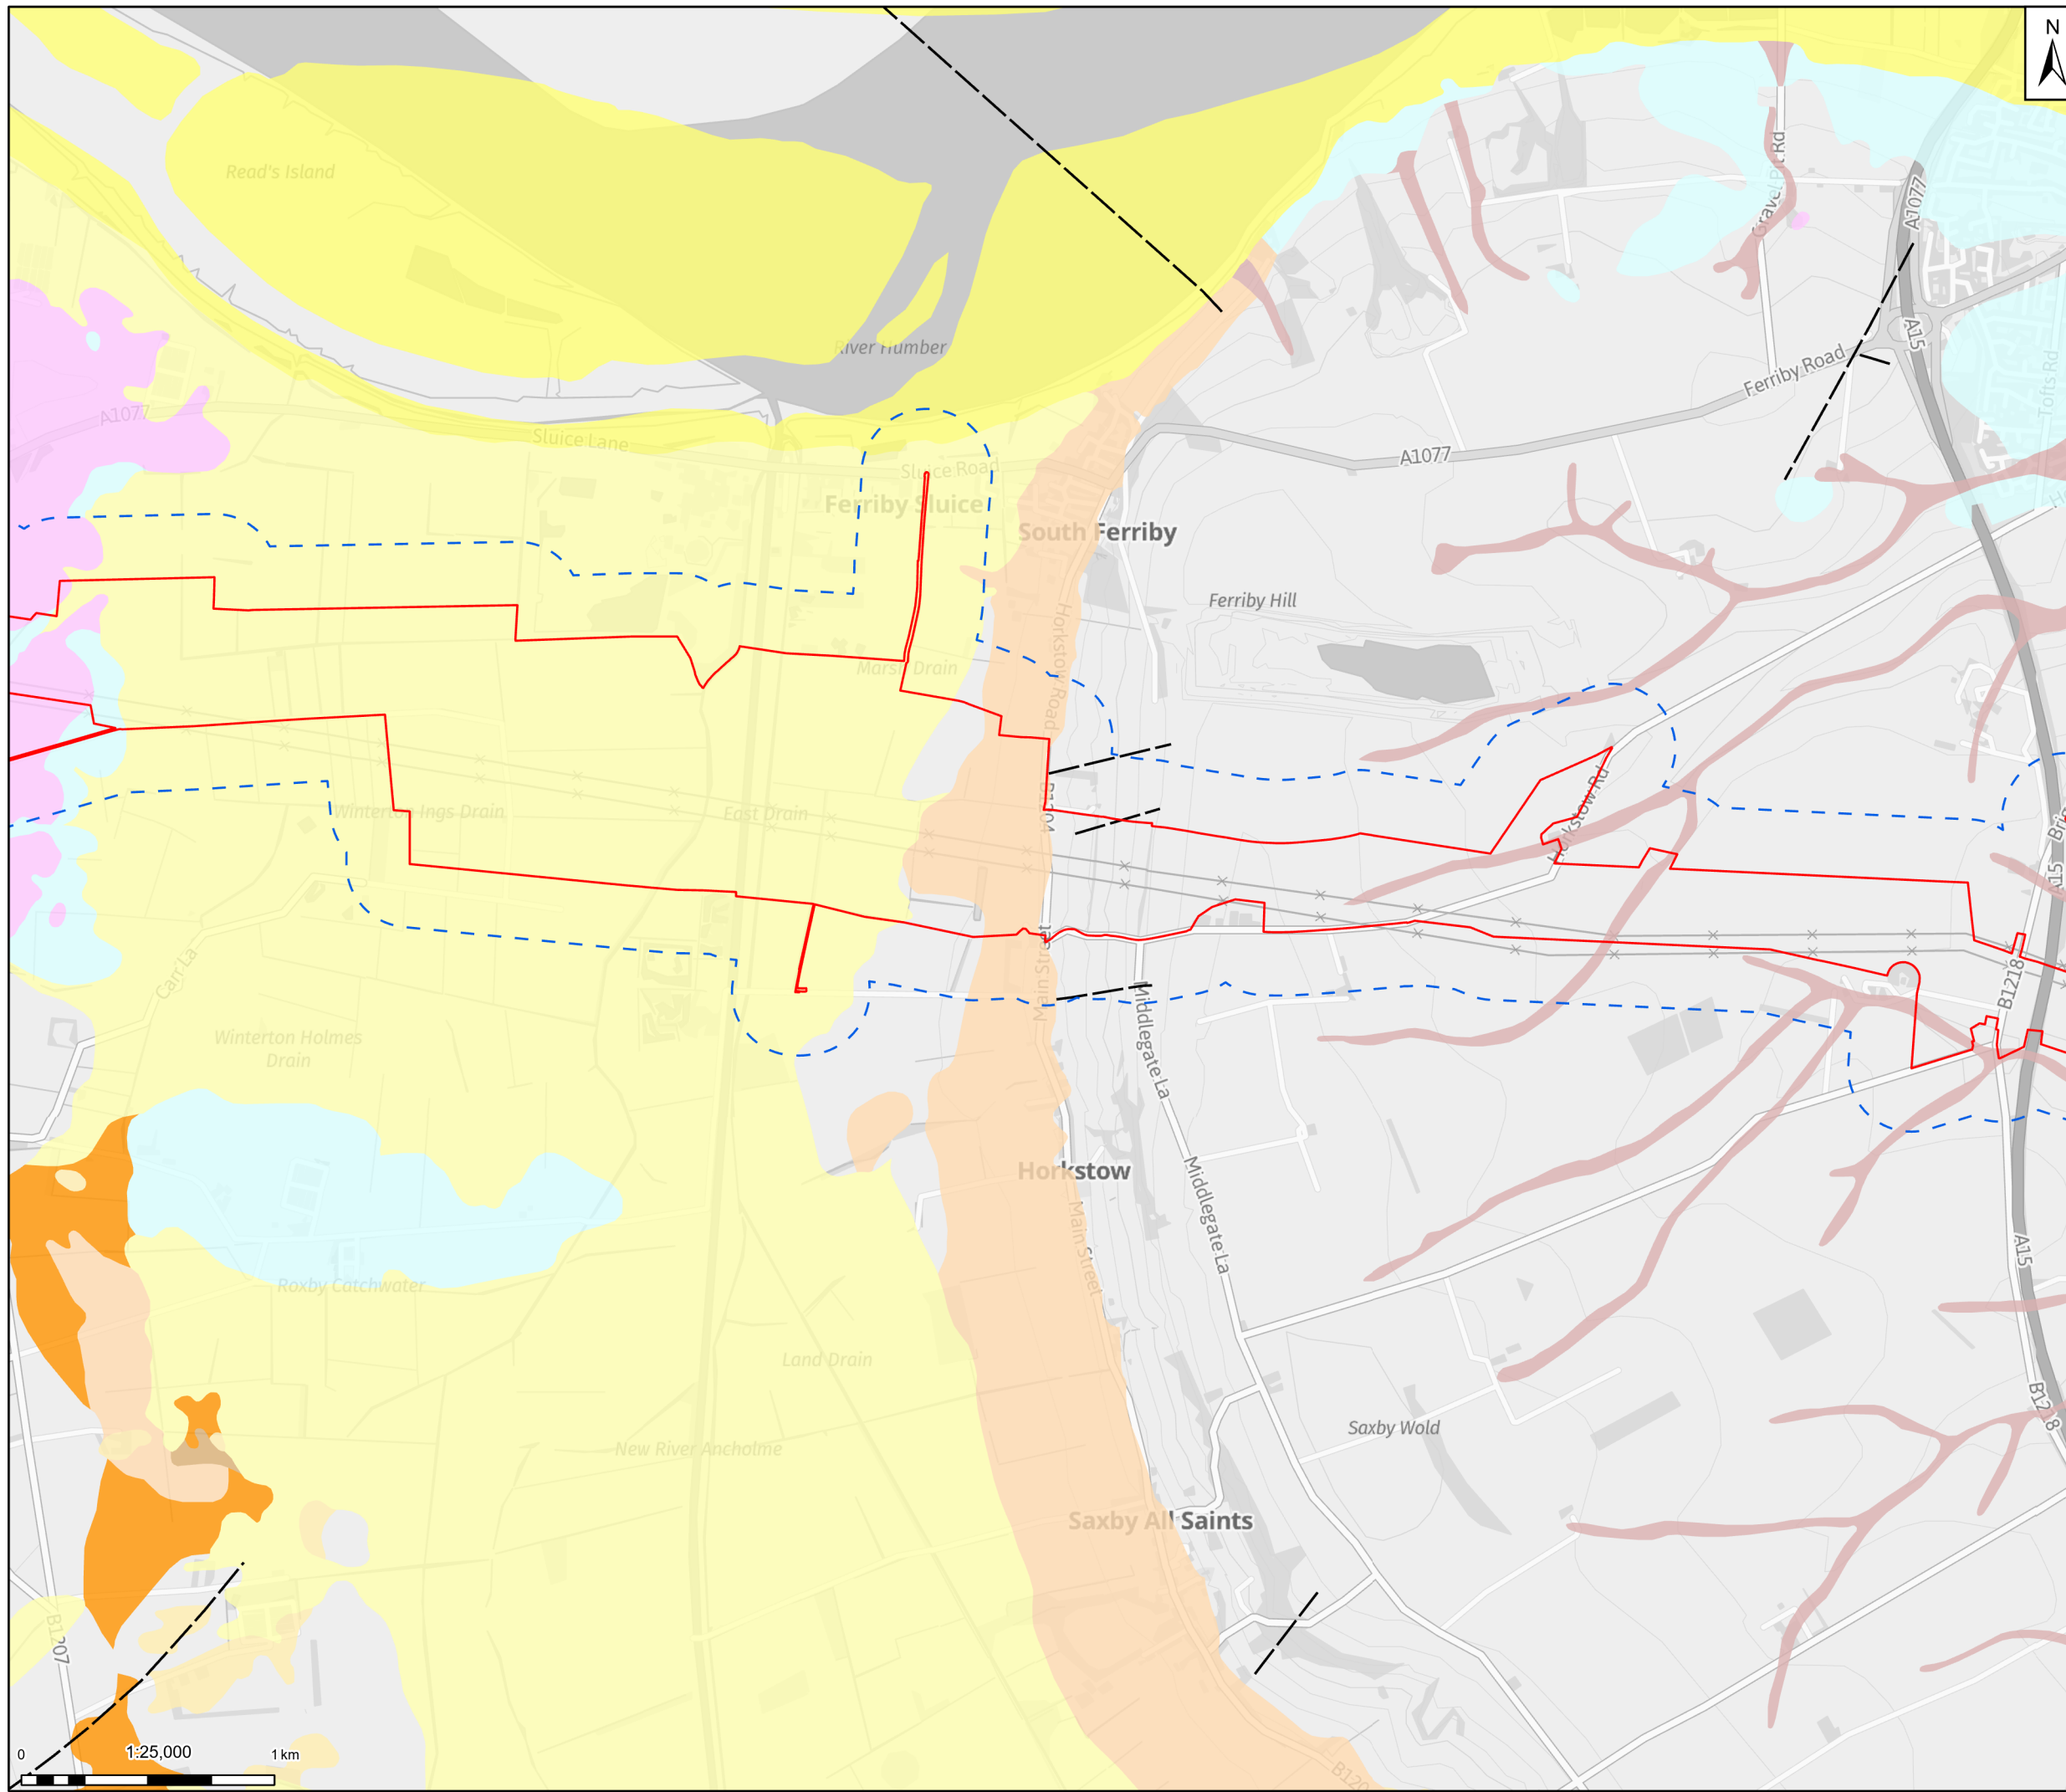 N
Read's Island
Gravel Pit Rd
A1077
River Humber
A15
Ferriby Road
Tofts Rd
A1077
Sluice Lane
A1077
Sluice Road
Ferriby Sluice
South Ferriby
Ferriby Hill
Horkstow Road
Marsh Drain
Winterton Ings Drain
East Drain
B1204
Horkstow Rd
A15
Main Street
Carr La
B1218
Winterton Holmes
Drain
Middlegate La
Horkstow
Middlegate La
Main Street
A15
Roxby Catchwater
Land Drain
Saxby Wold
New River Ancholme
Saxby All Saints
B1207
0
1:25,000
1 km